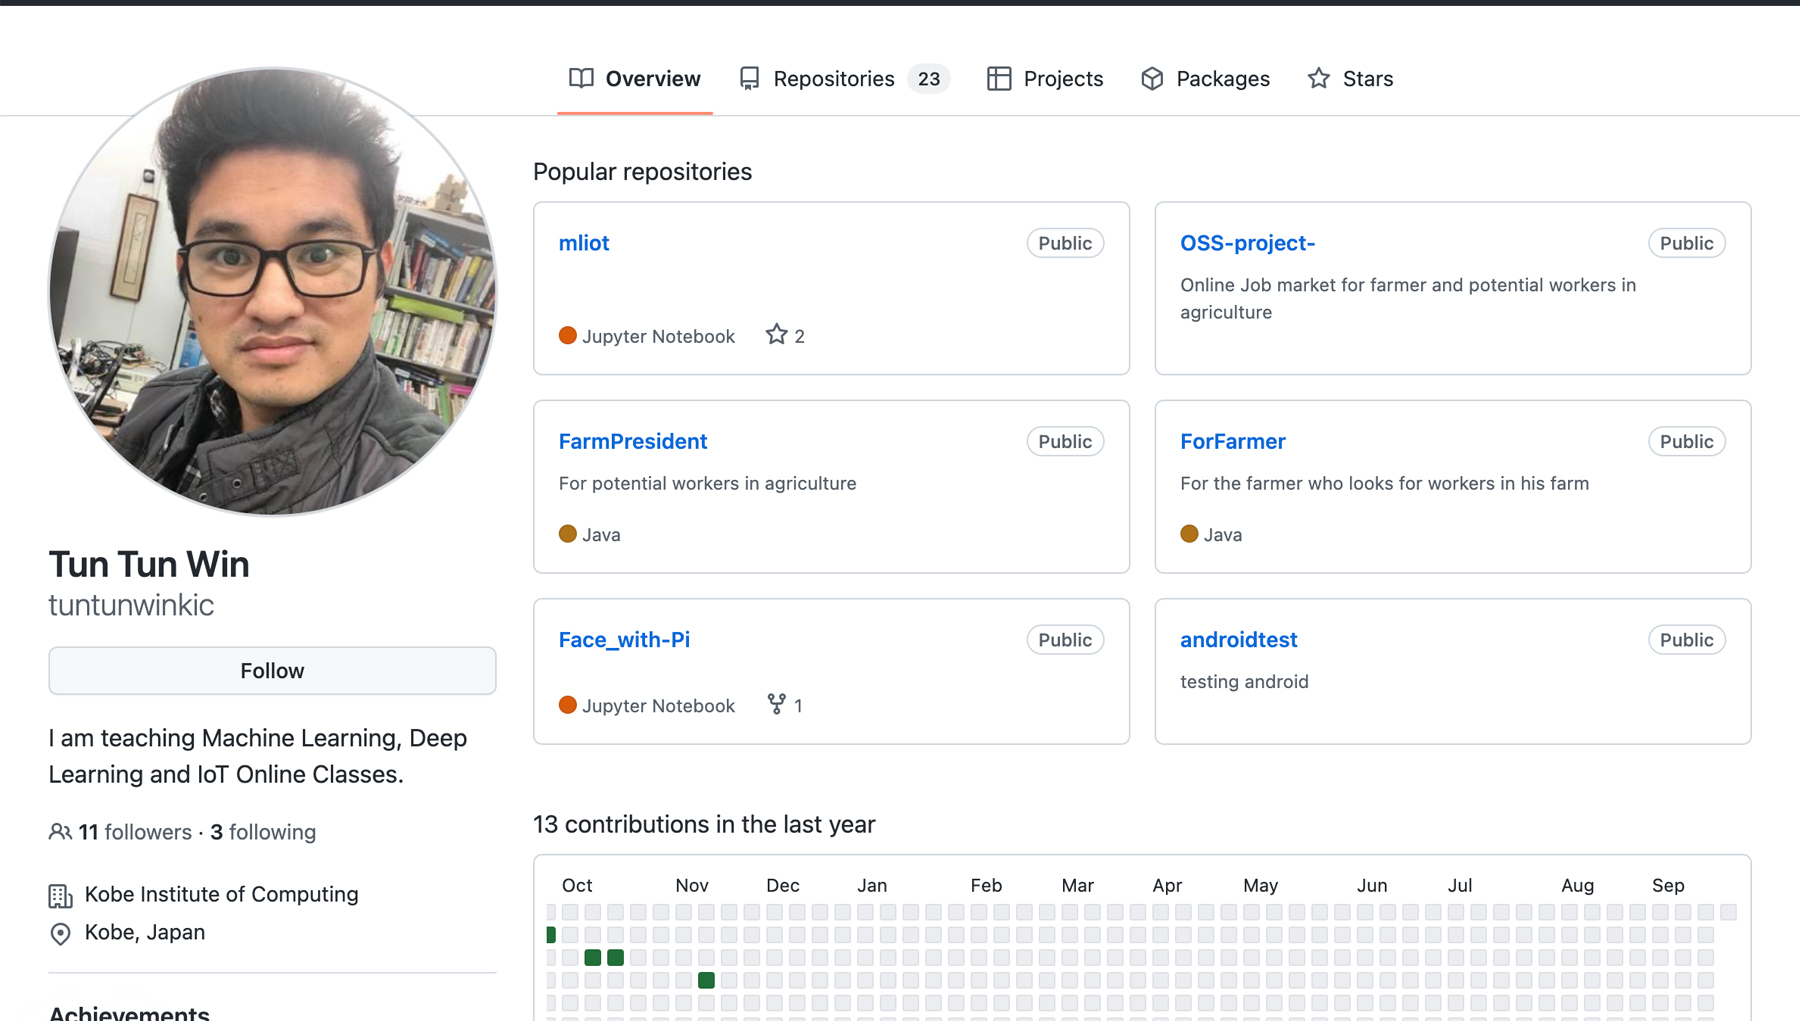 Overview
Repositories 23
Projects
Packages
Stars
Tun Tun Win
tuntunwinkic
Follow
I am teaching Machine Learning, Deep
Learning and IoT Online Classes.
11 followers · 3 following
Kobe Institute of Computing
Kobe, Japan
Achievements
Popular repositories
mliot
Public
Jupyter Notebook
2
OSS-project-
Public
Online Job market for farmer and potential workers in
agriculture
FarmPresident
Public
For potential workers in agriculture
Java
ForFarmer
Public
For the farmer who looks for workers in his farm
Java
Face_with-Pi
Public
Jupyter Notebook
1
androidtest
Public
testing android
13 contributions in the last year
Oct Nov Dec Jan Feb Mar Apr May Jun Jul Aug Sep